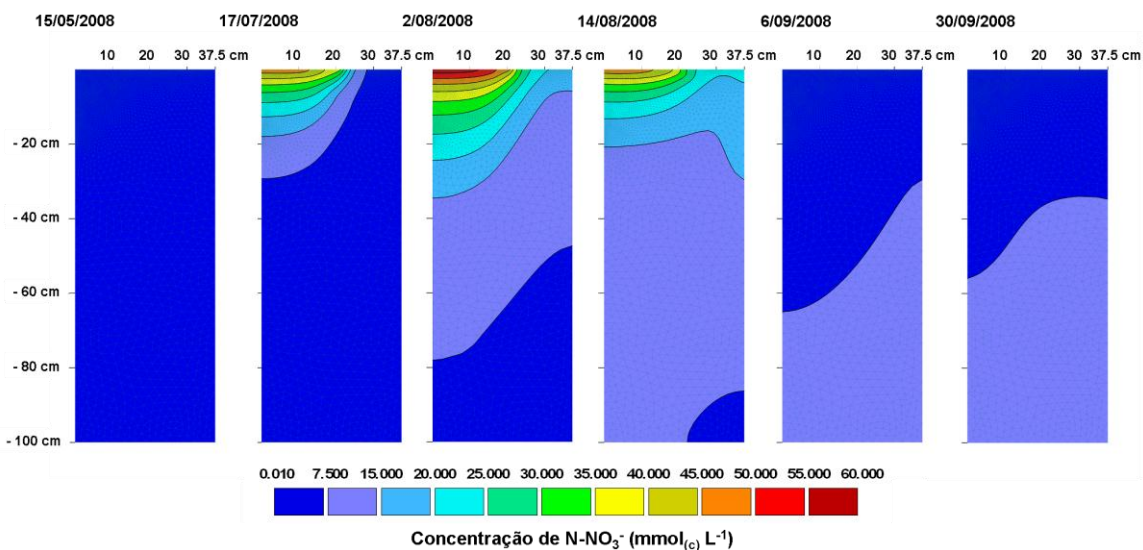 15/05/2008 17/07/2008 2/08/2008 14/08/2008 6/09/2008 30/09/2008
10 20 30 37.5 cm 10 20 30 37.5 cm 10 20 30 37.5 cm 10 20 30 37.5 cm 10 20 30 37.5 cm 10 20 30 37.5 cm
- 20 cm
- 40 cm
- 60 cm
- 80 cm
- 100 cm
0.010 7.500 15.000 20.000 25.000 30.000 35.000 40.000 45.000 50.000 55.000 60.000
Concentração de N-NO₃⁻ (mmol₍c₎ L⁻¹)